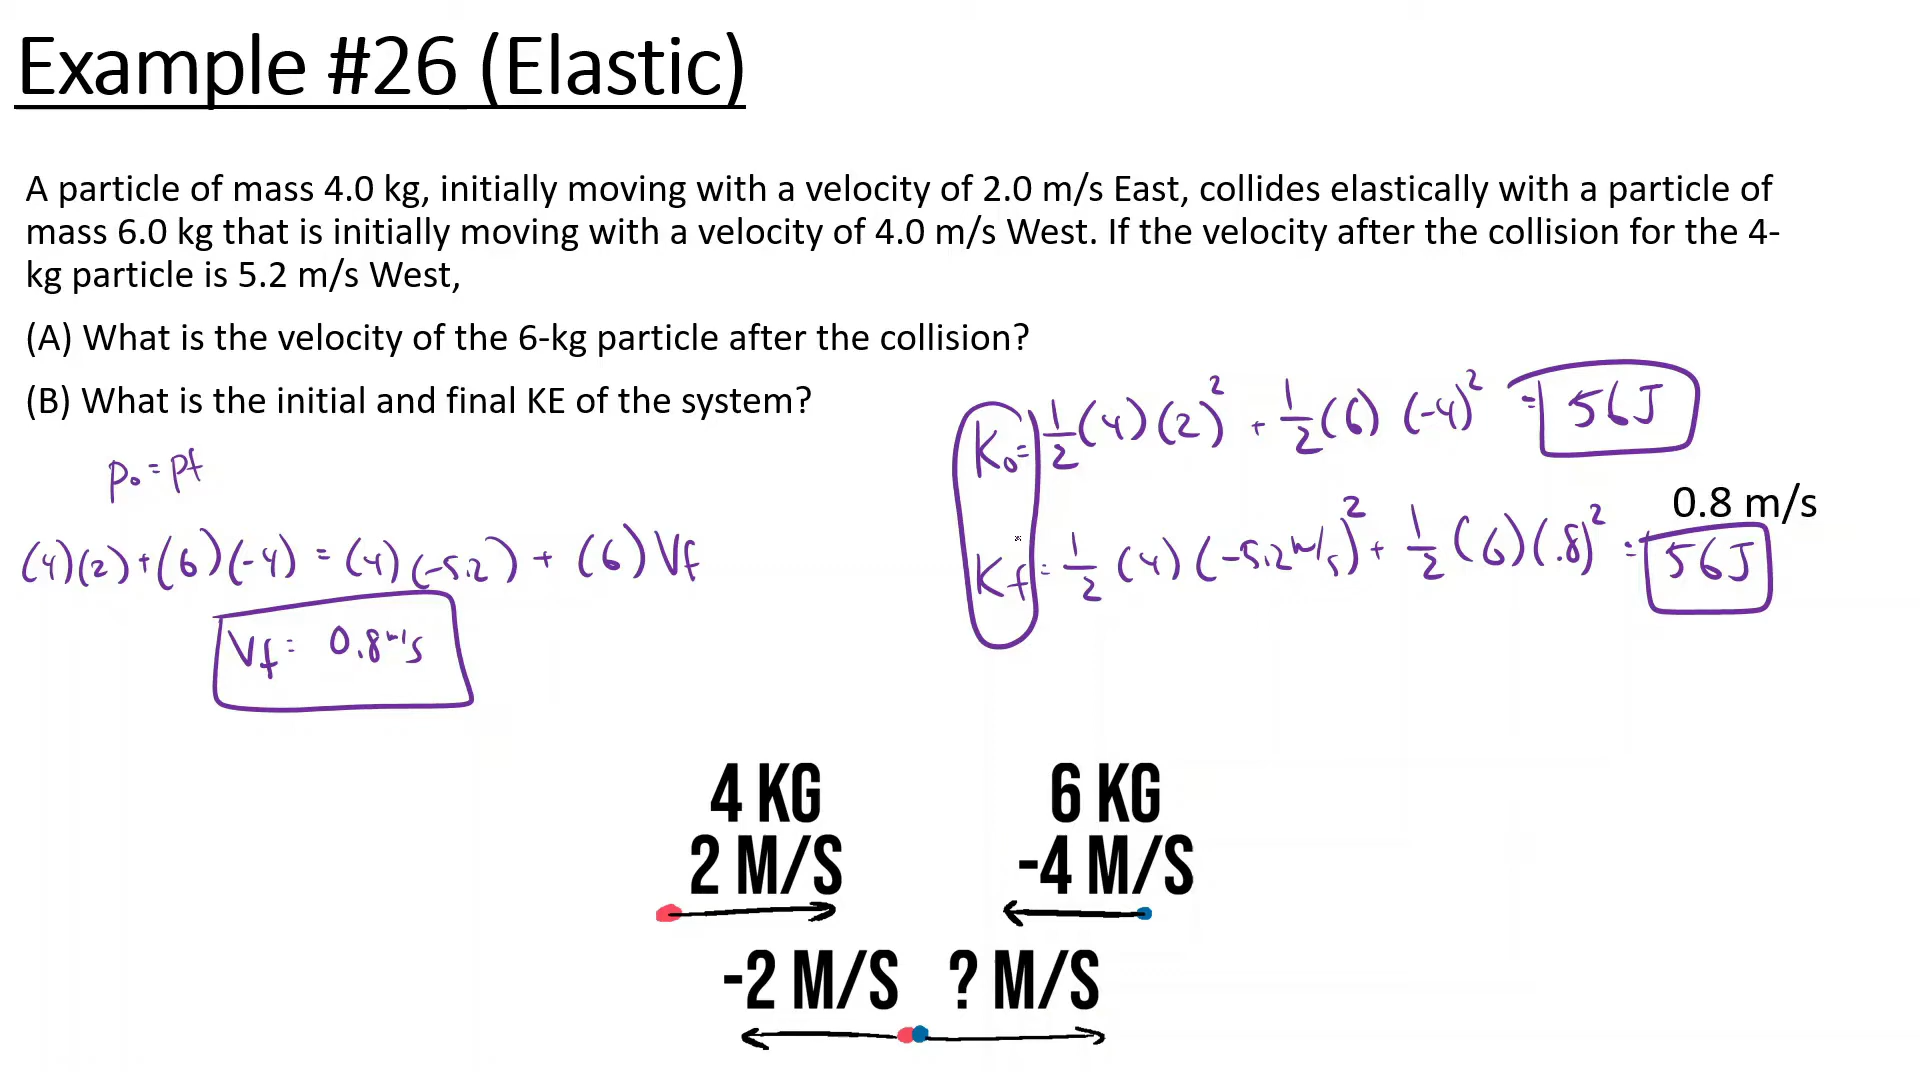 Example #26 (Elastic)
A particle of mass 4.0 kg, initially moving with a velocity of 2.0 m/s East, collides elastically with a particle of
mass 6.0 kg that is initially moving with a velocity of 4.0 m/s West. If the velocity after the collision for the 4-
kg particle is 5.2 m/s West,
(A) What is the velocity of the 6-kg particle after the collision?
(B) What is the initial and final KE of the system?
K₀ = 1/2 (4) (2)² + 1/2 (6) (-4)² = 56J
p₀ = pf
0.8 m/s
Kf = 1/2 (4) (-5.2 m/s)² + 1/2 (6) (.8)² = 56J
(4)(2) + (6)(-4) = (4)(-5.2) + (6) Vf
Vf = 0.8 m/s
4 KG
2 M/S
6 KG
-4 M/S
-2 M/S ? M/S